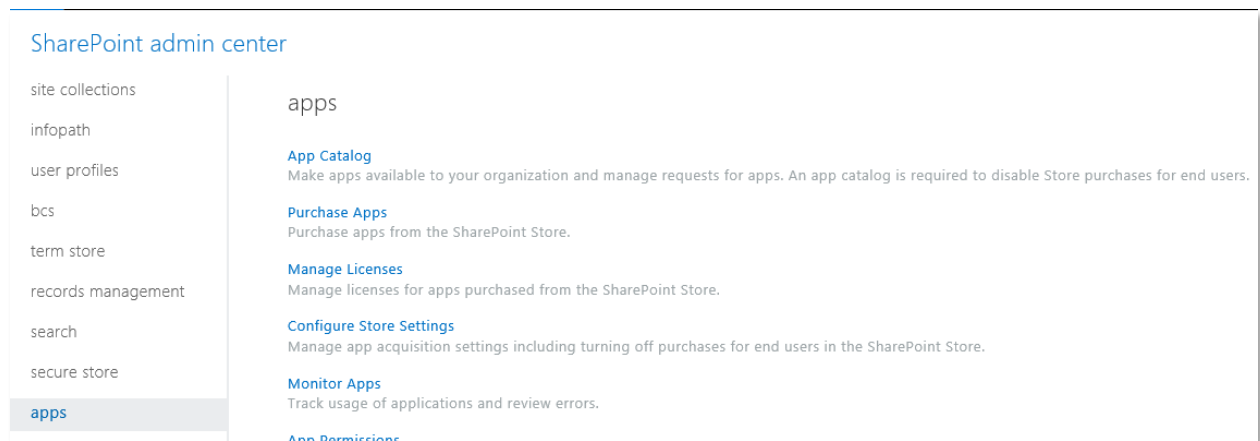 SharePoint admin center
site collections
infopath
user profiles
bcs
term store
records management
search
secure store
apps
apps
App Catalog
Make apps available to your organization and manage requests for apps. An app catalog is required to disable Store purchases for end users.
Purchase Apps
Purchase apps from the SharePoint Store.
Manage Licenses
Manage licenses for apps purchased from the SharePoint Store.
Configure Store Settings
Manage app acquisition settings including turning off purchases for end users in the SharePoint Store.
Monitor Apps
Track usage of applications and review errors.
App Permissions